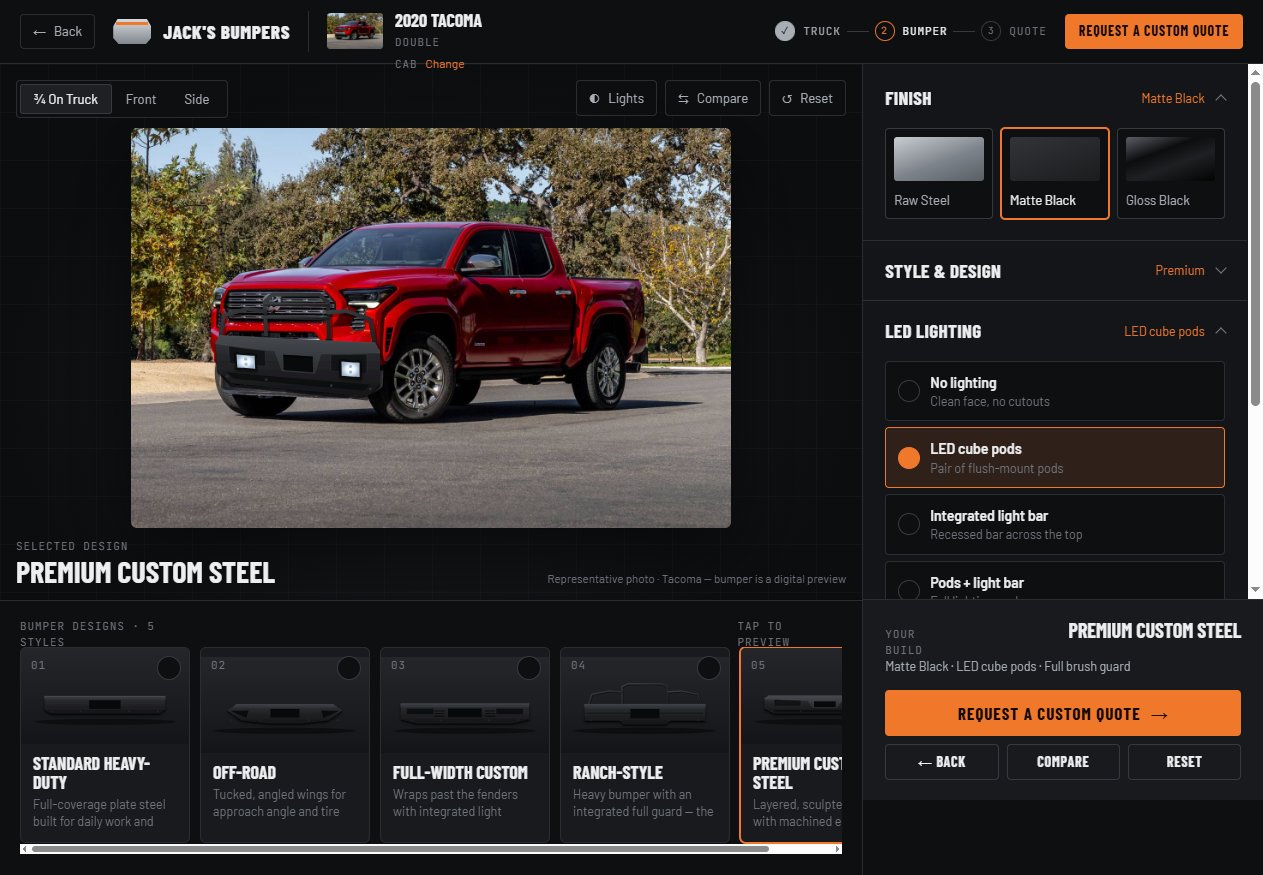 ← Back
JACK'S BUMPERS
2020 TACOMA
DOUBLE
CAB Change
✓ TRUCK
2 BUMPER
3 QUOTE
REQUEST A CUSTOM QUOTE
¾ On Truck
Front
Side
Lights
Compare
Reset
SELECTED DESIGN
PREMIUM CUSTOM STEEL
Representative photo · Tacoma — bumper is a digital preview
BUMPER DESIGNS · 5
STYLES
TAP TO
PREVIEW
01
STANDARD HEAVY-
DUTY
Full-coverage plate steel
built for daily work and
02
OFF-ROAD
Tucked, angled wings for
approach angle and tire
03
FULL-WIDTH CUSTOM
Wraps past the fenders
with integrated light
04
RANCH-STYLE
Heavy bumper with an
integrated full guard — the
05
PREMIUM CUST
STEEL
Layered, sculpte
with machined e
FINISH
Matte Black
Raw Steel
Matte Black
Gloss Black
STYLE & DESIGN
Premium
LED LIGHTING
LED cube pods
No lighting
Clean face, no cutouts
LED cube pods
Pair of flush-mount pods
Integrated light bar
Recessed bar across the top
Pods + light bar
YOUR
BUILD
PREMIUM CUSTOM STEEL
Matte Black · LED cube pods · Full brush guard
REQUEST A CUSTOM QUOTE →
← BACK
COMPARE
RESET